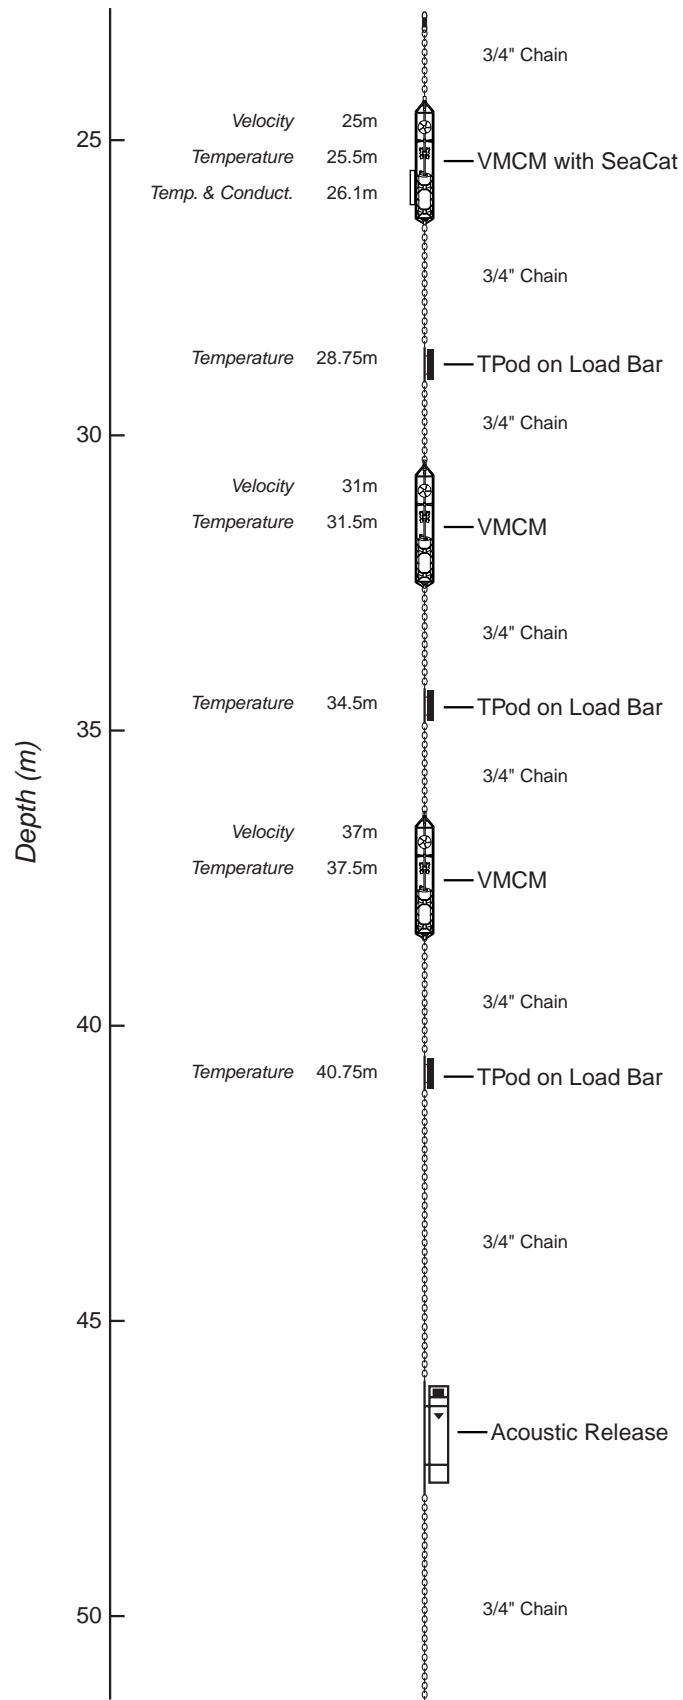 3/4" Chain
Velocity 25m
25
Temperature 25.5m
VMCM with SeaCat
Temp. & Conduct. 26.1m
3/4" Chain
Temperature 28.75m
TPod on Load Bar
3/4" Chain
30
Velocity 31m
Temperature 31.5m
VMCM
3/4" Chain
Temperature 34.5m
TPod on Load Bar
35
Depth (m)
3/4" Chain
Velocity 37m
Temperature 37.5m
VMCM
3/4" Chain
40
Temperature 40.75m
TPod on Load Bar
3/4" Chain
45
Acoustic Release
3/4" Chain
50